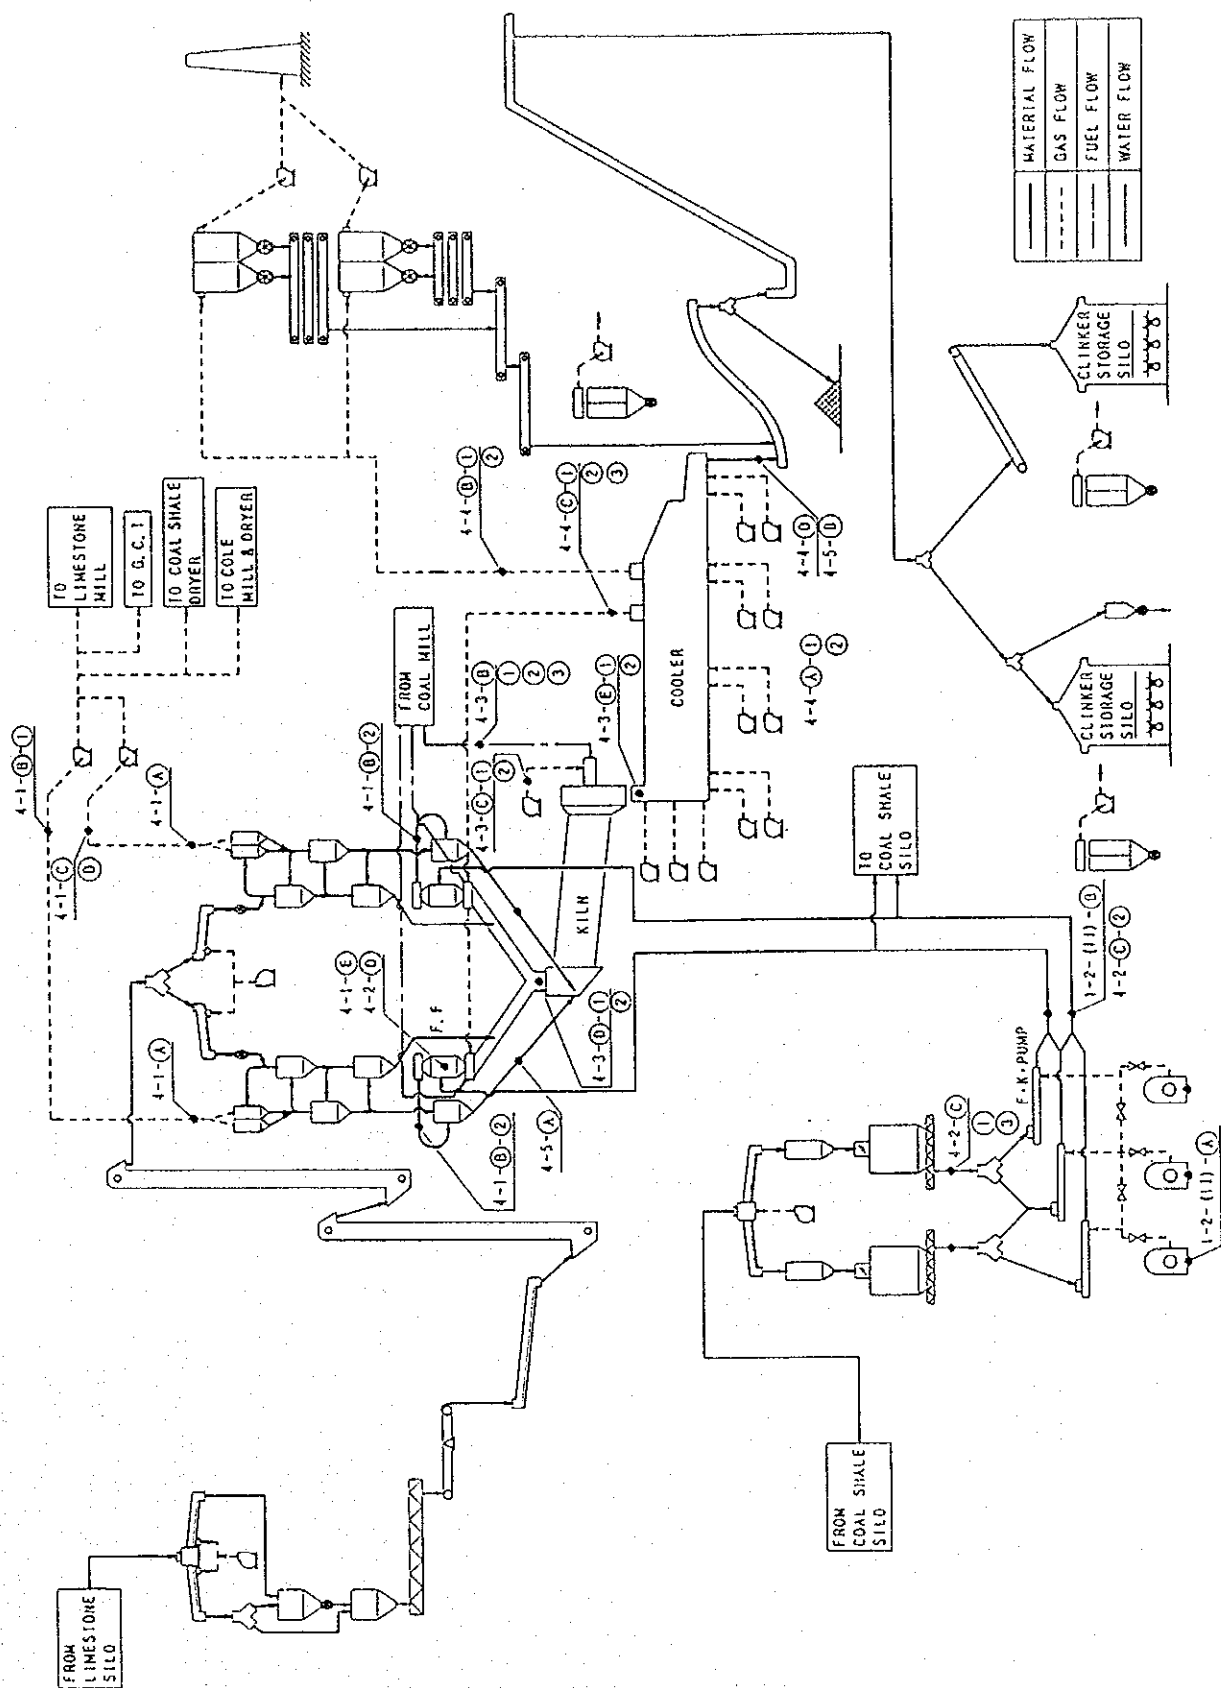 FROM
LIMESTONE
SILO
4-1-Ⓑ-①
4-1-Ⓒ
Ⓓ
4-1-Ⓐ
4-1-Ⓐ
TO
LIMESTONE
MILL
TO G.C.T
TO COAL SHALE
DRYER
TO COLE
MILL & DRYER
4-1-Ⓔ
4-2-Ⓓ
F.F
4-1-Ⓑ-②
4-1-Ⓑ-②
4-5-Ⓐ
4-3-Ⓓ-①
②
FROM
COAL MILL
4-3-Ⓑ
① ② ③
4-3-Ⓒ-①
②
4-3-Ⓔ-①
②
KILN
COOLER
4-4-Ⓑ-①
②
4-4-Ⓒ-①
②
③
4-4-Ⓐ-①
②
4-4-Ⓓ
4-5-Ⓑ
TO
COAL SHALE
SILO
FROM
COAL SHALE
SILO
4-2-Ⓒ
① ③
F·K·PUMP
1-2-(11)-Ⓑ
4-2-Ⓒ-②
1-2-(11)-Ⓐ
CLINKER
STORAGE
SILO
CLINKER
STORAGE
SILO
MATERIAL FLOW
GAS FLOW
FUEL FLOW
WATER FLOW